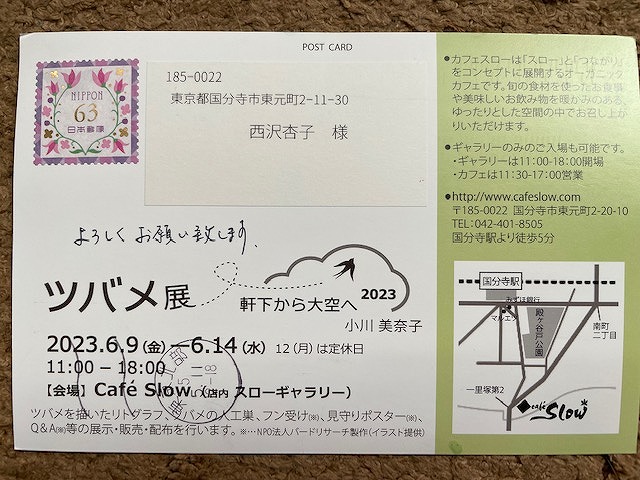 POST CARD
NIPPON
63
日本郵便
185-0022
東京都国分寺市東元町2-11-30
西沢杏子 様
よろしく お願い致します.
ツバメ展
軒下から大空へ 2023
小川 美奈子
2023.6.9(金)—6.14(水) 12(月)は定休日
11:00 − 18:00
【会場】Café Slow(店内 スローギャラリー)
ツバメを描いたリトグラフ、ツバメの人工巣、フン受け(※)、見守りポスター(※)、
Q&A(※)等の展示・販売・配布を行います。※…NPO法人バードリサーチ製作(イラスト提供)
●カフェスローは「スロー」と「つながり」
をコンセプトに展開するオーガニック
カフェです。旬の食材を使ったお食事
や美味しいお飲み物を暖かみのある、
ゆったりとした空間の中でお召し上が
りいただけます。
●ギャラリーのみのご入場も可能です。
・ギャラリーは11:00-18:00開場
・カフェは11:30-17:00営業
●http://www.cafeslow.com
〒185-0022 国分寺市東元町2-20-10
TEL:042-401-8505
国分寺駅より徒歩5分
国分寺駅
みずほ銀行
マルエツ
殿ヶ谷戸公園
南町
二丁目
一里塚第2
café Slow